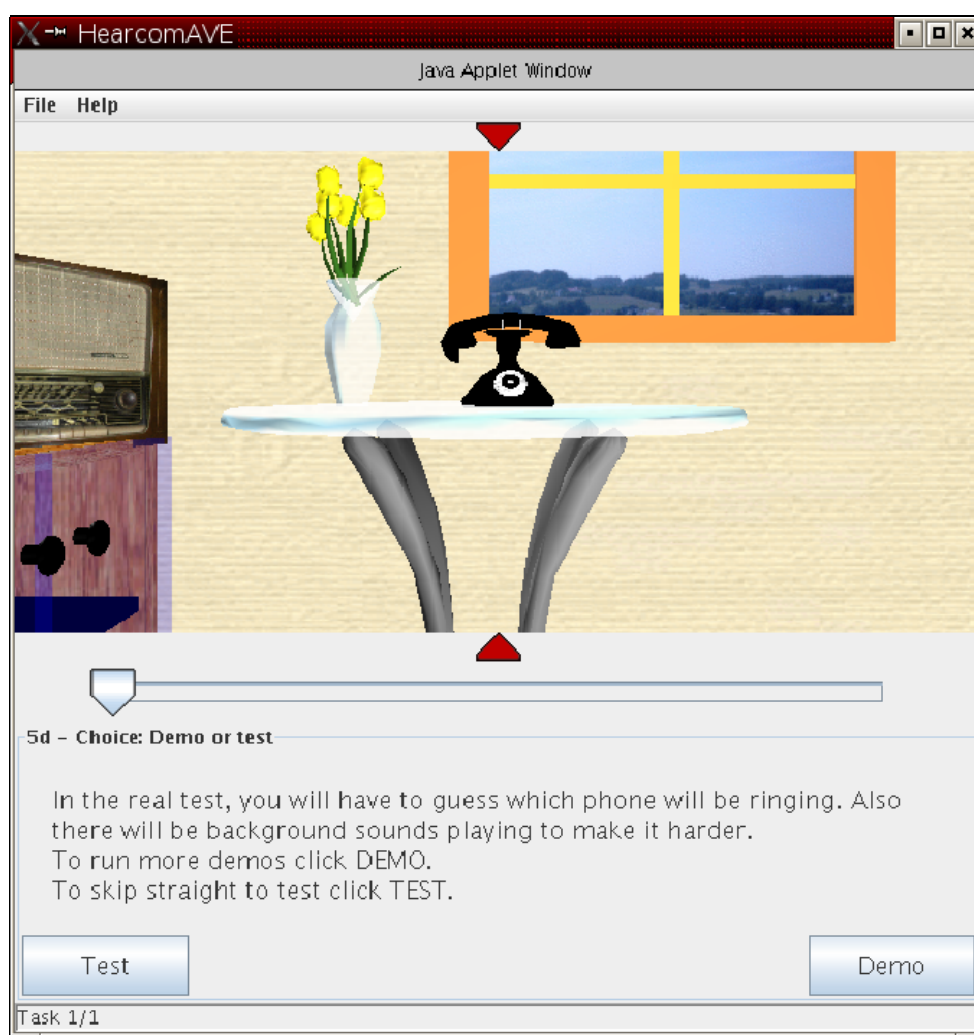 HearcomAVE
Java Applet Window
File Help
5d - Choice: Demo or test
In the real test, you will have to guess which phone will be ringing. Also
there will be background sounds playing to make it harder.
To run more demos click DEMO.
To skip straight to test click TEST.
Test Demo
Task 1/1